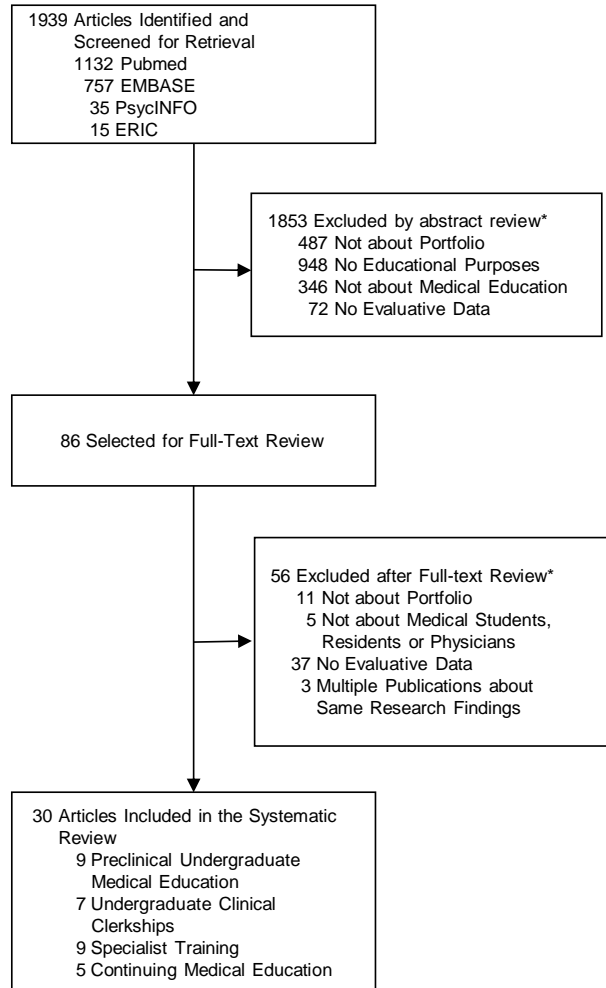 1939 Articles Identified and
Screened for Retrieval
1132 Pubmed
757 EMBASE
35 PsycINFO
15 ERIC
1853 Excluded by abstract review*
487 Not about Portfolio
948 No Educational Purposes
346 Not about Medical Education
72 No Evaluative Data
86 Selected for Full-Text Review
56 Excluded after Full-text Review*
11 Not about Portfolio
5 Not about Medical Students,
Residents or Physicians
37 No Evaluative Data
3 Multiple Publications about
Same Research Findings
30 Articles Included in the Systematic
Review
9 Preclinical Undergraduate
Medical Education
7 Undergraduate Clinical
Clerkships
9 Specialist Training
5 Continuing Medical Education